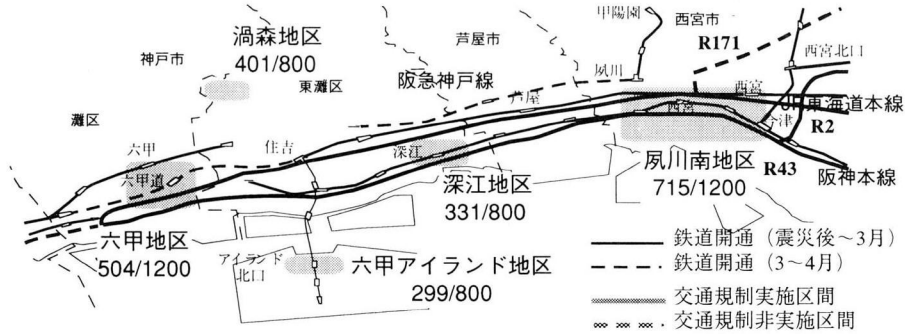 甲陽園
西宮市
R171
西宮北口
渦森地区
401/800
芦屋市
神戸市
東灘区
阪急神戸線
夙川
芦屋
西宮
JR東海道本線
西宮
今津
R2
灘区
六甲
住吉
深江
六甲道
夙川南地区
715/1200
R43
阪神本線
深江地区
331/800
六甲地区
504/1200
アイランド
北口
六甲アイランド地区
299/800
鉄道開通（震災後～3月）
鉄道開通（3～4月）
交通規制実施区間
交通規制非実施区間